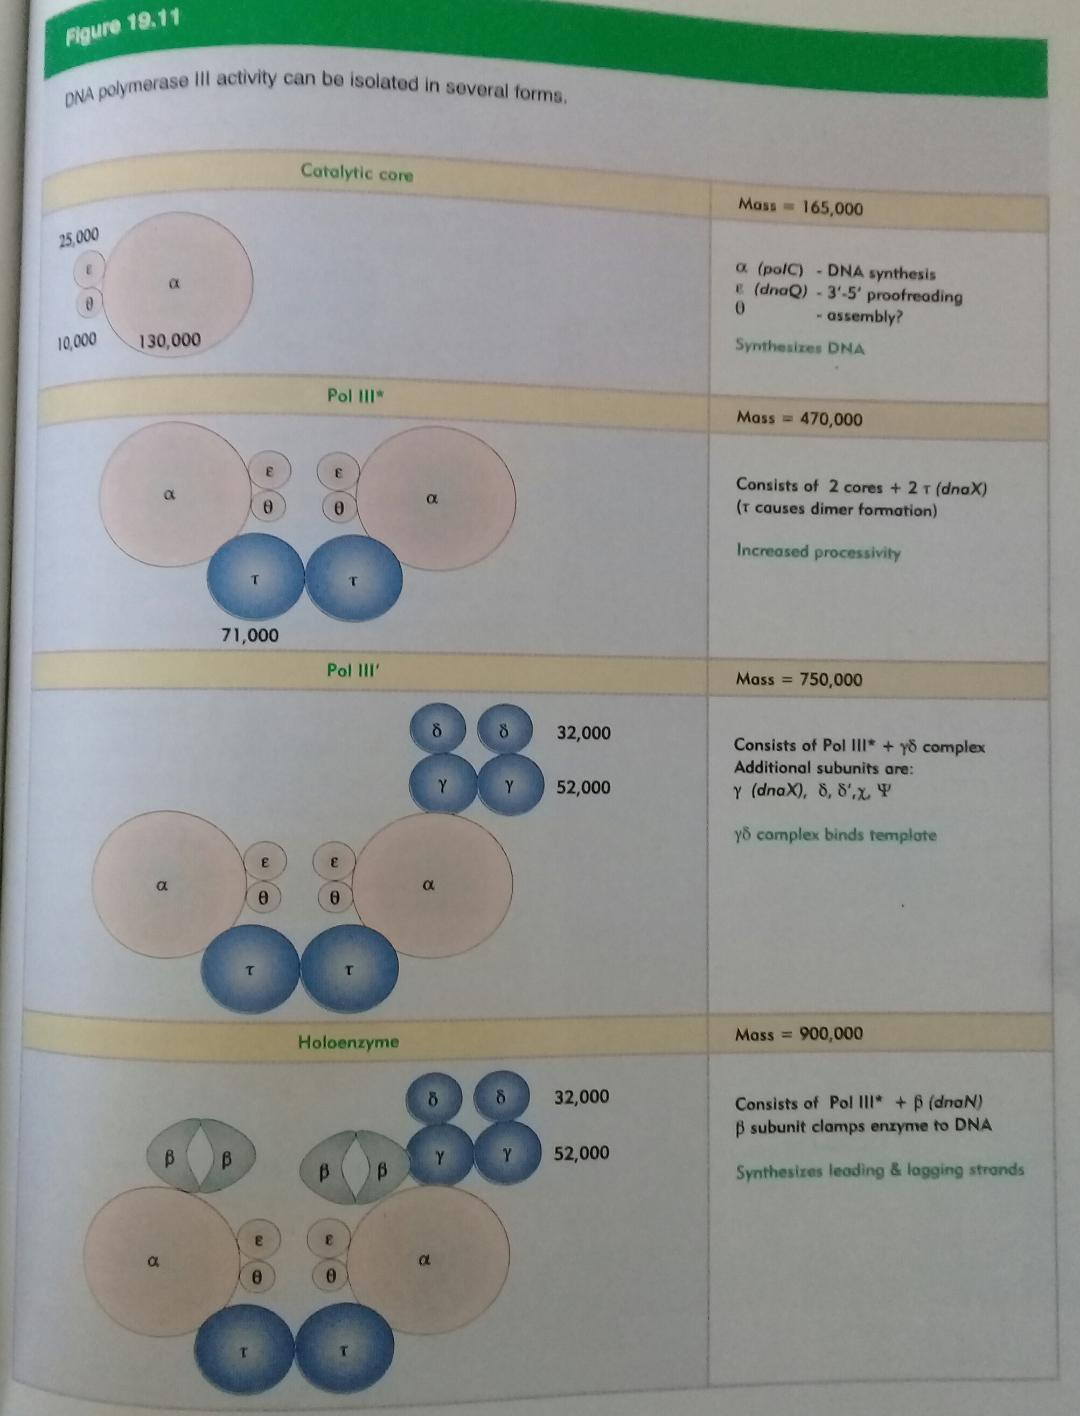 Figure 19.11
DNA polymerase III activity can be isolated in several forms.
Catalytic core
Mass = 165,000
25,000
ε
α
θ
10,000
130,000
α (polC) - DNA synthesis
ε (dnaQ) - 3'-5' proofreading
θ - assembly?
Synthesizes DNA
Pol III*
Mass = 470,000
α
ε
ε
α
θ
θ
τ
τ
71,000
Consists of 2 cores + 2 τ (dnaX)
(τ causes dimer formation)
Increased processivity
Pol III'
Mass = 750,000
δ
δ
32,000
γ
γ
52,000
α
ε
ε
α
θ
θ
τ
τ
Consists of Pol III* + γδ complex
Additional subunits are:
γ (dnaX), δ, δ', χ, Ψ
γδ complex binds template
Holoenzyme
Mass = 900,000
δ
δ
32,000
β
β
β
β
γ
γ
52,000
α
ε
ε
α
θ
θ
τ
τ
Consists of Pol III* + β (dnaN)
β subunit clamps enzyme to DNA
Synthesizes leading & lagging strands